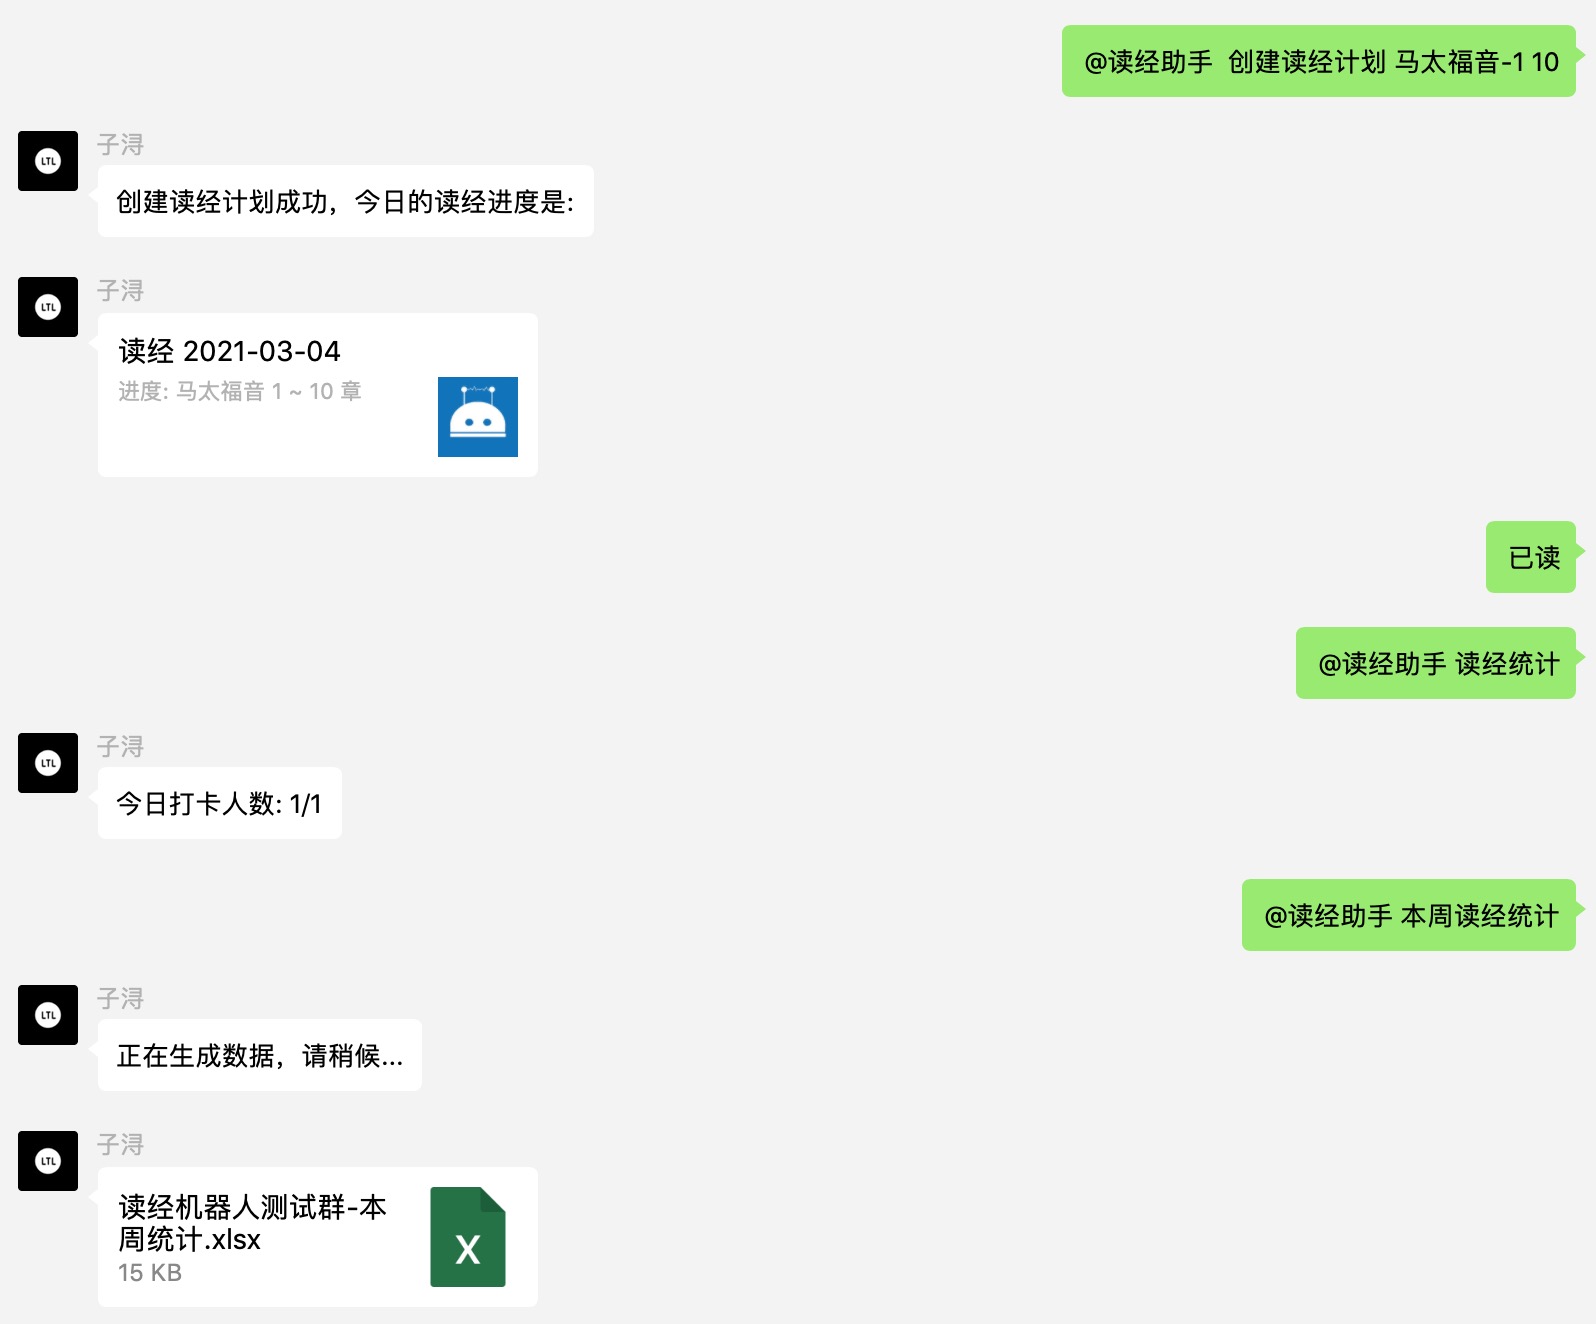 @读经助手  创建读经计划 马太福音-1 10
子浔
LTL
创建读经计划成功，今日的读经进度是:
子浔
LTL
读经 2021-03-04
进度: 马太福音 1 ~ 10 章
已读
@读经助手 读经统计
子浔
LTL
今日打卡人数: 1/1
@读经助手 本周读经统计
子浔
LTL
正在生成数据，请稍候...
子浔
LTL
读经机器人测试群-本
周统计.xlsx
X
15 KB